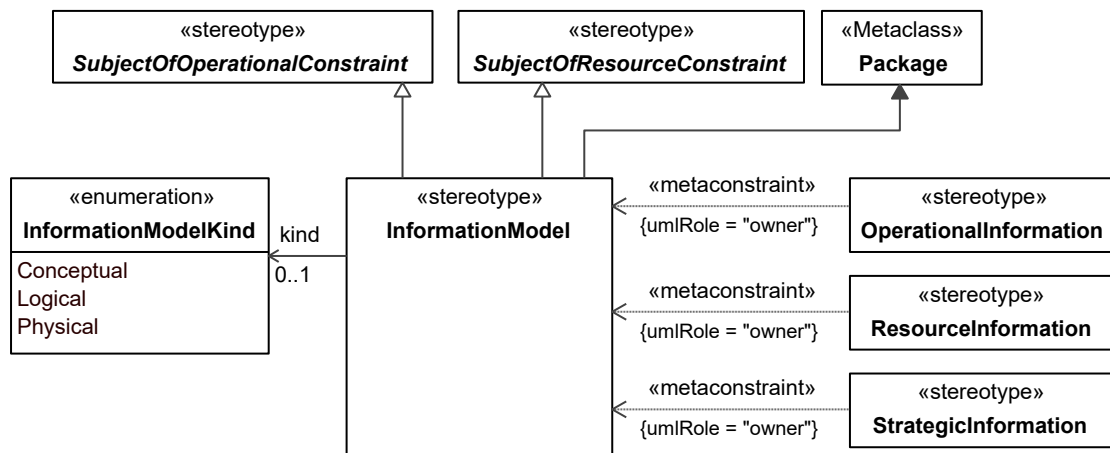 «stereotype»
SubjectOfOperationalConstraint
«stereotype»
SubjectOfResourceConstraint
«Metaclass»
Package
«enumeration»
InformationModelKind
Conceptual
Logical
Physical
kind
0..1
«stereotype»
InformationModel
«metaconstraint»
{umlRole = "owner"}
«stereotype»
OperationalInformation
«metaconstraint»
{umlRole = "owner"}
«stereotype»
ResourceInformation
«metaconstraint»
{umlRole = "owner"}
«stereotype»
StrategicInformation